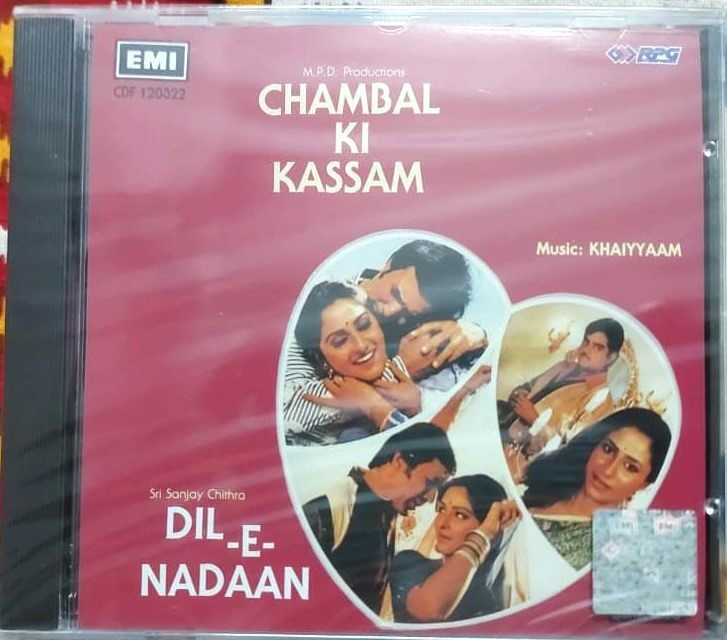 EMI
CDF 120322
RPG
M.P.D. Productions
CHAMBAL
KI
KASSAM
Music: KHAIYYAAM
Sri Sanjay Chithra
DIL-E-
NADAAN